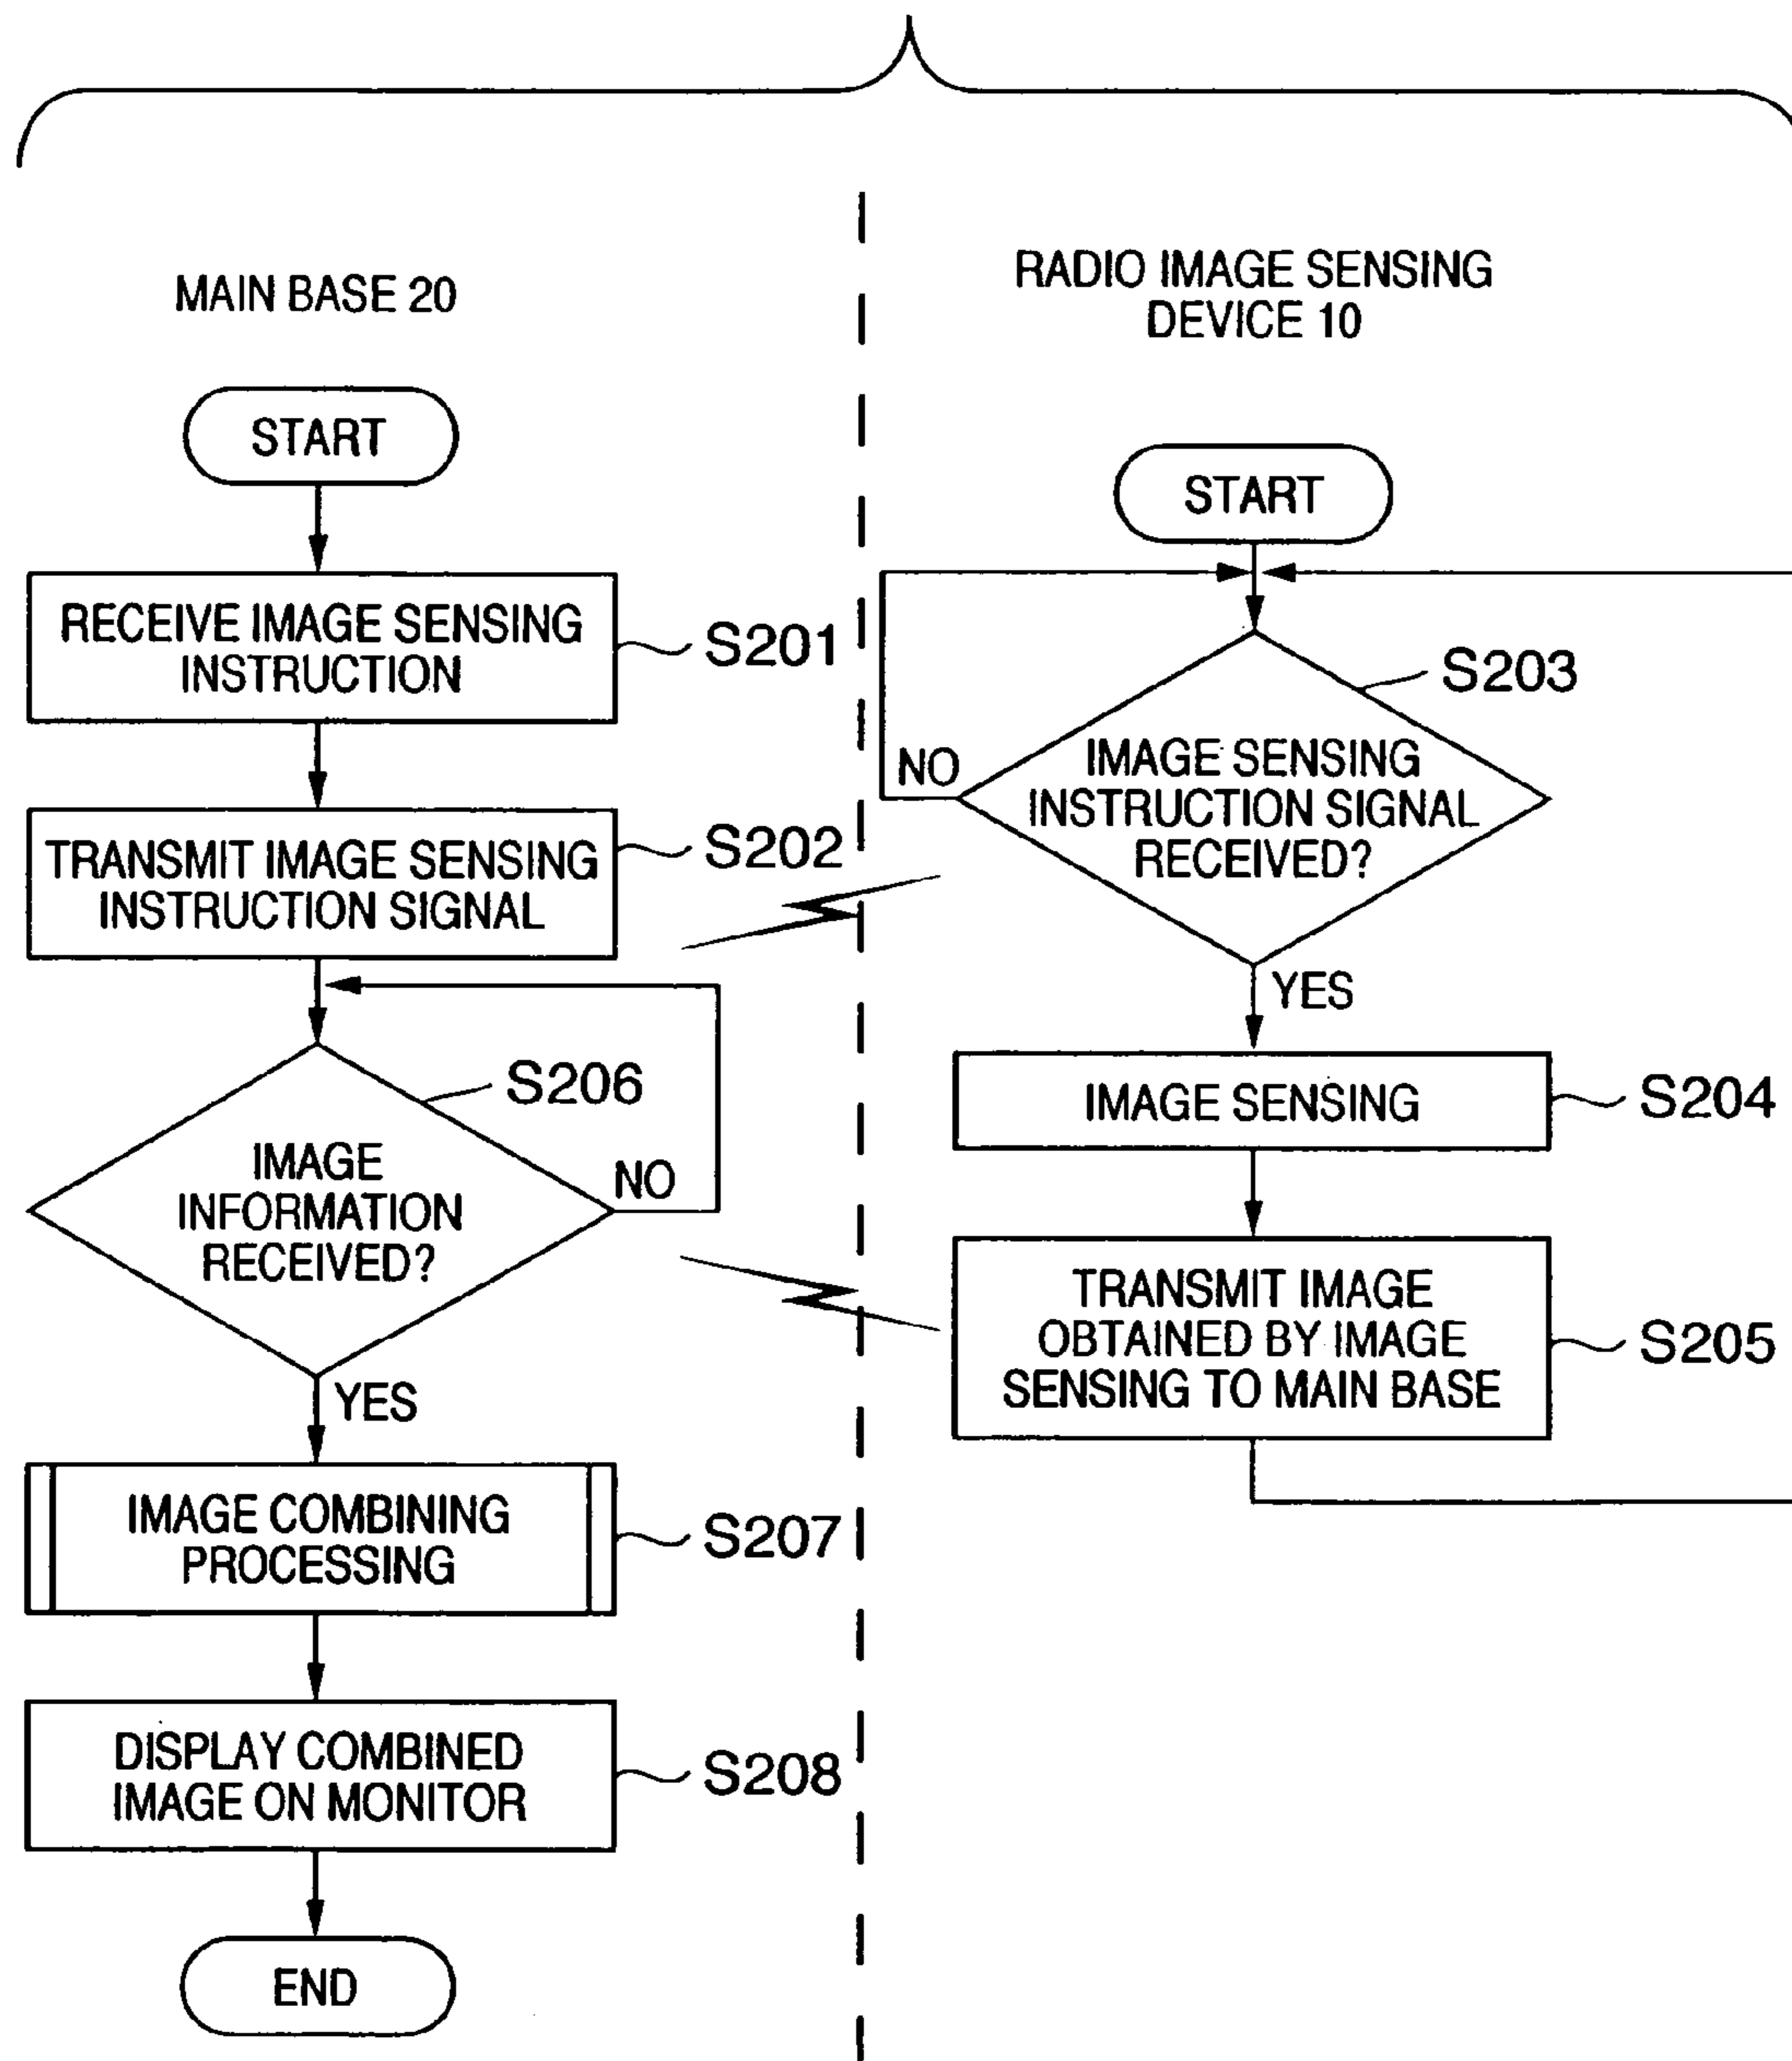 MAIN BASE 20
START
RECEIVE IMAGE SENSING
INSTRUCTION
S201
TRANSMIT IMAGE SENSING
INSTRUCTION SIGNAL
S202
S206
IMAGE
INFORMATION
RECEIVED?
NO
YES
IMAGE COMBINING
PROCESSING
S207
DISPLAY COMBINED
IMAGE ON MONITOR
S208
END
RADIO IMAGE SENSING
DEVICE 10
START
S203
IMAGE SENSING
INSTRUCTION SIGNAL
RECEIVED?
NO
YES
IMAGE SENSING
S204
TRANSMIT IMAGE
OBTAINED BY IMAGE
SENSING TO MAIN BASE
S205